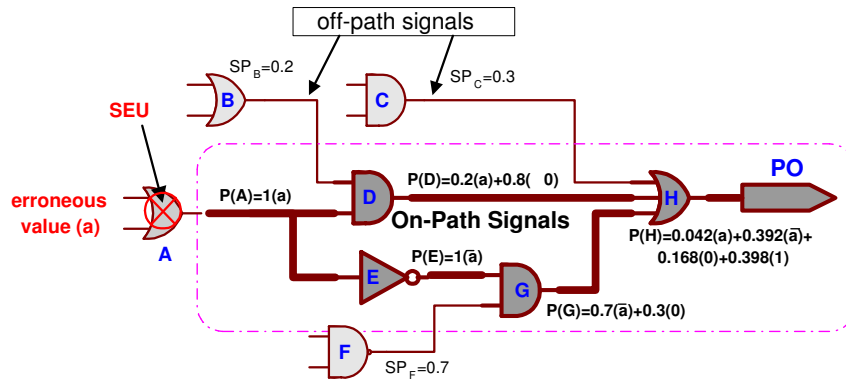 off-path signals
SP_B=0.2
SP_C=0.3
B
C
SEU
PO
erroneous
value (a)
P(A)=1(a)
D
P(D)=0.2(a)+0.8( 0)
H
On-Path Signals
A
P(E)=1(a̅)
P(H)=0.042(a)+0.392(a̅)+
0.168(0)+0.398(1)
E
G
P(G)=0.7(a̅)+0.3(0)
F
SP_F=0.7